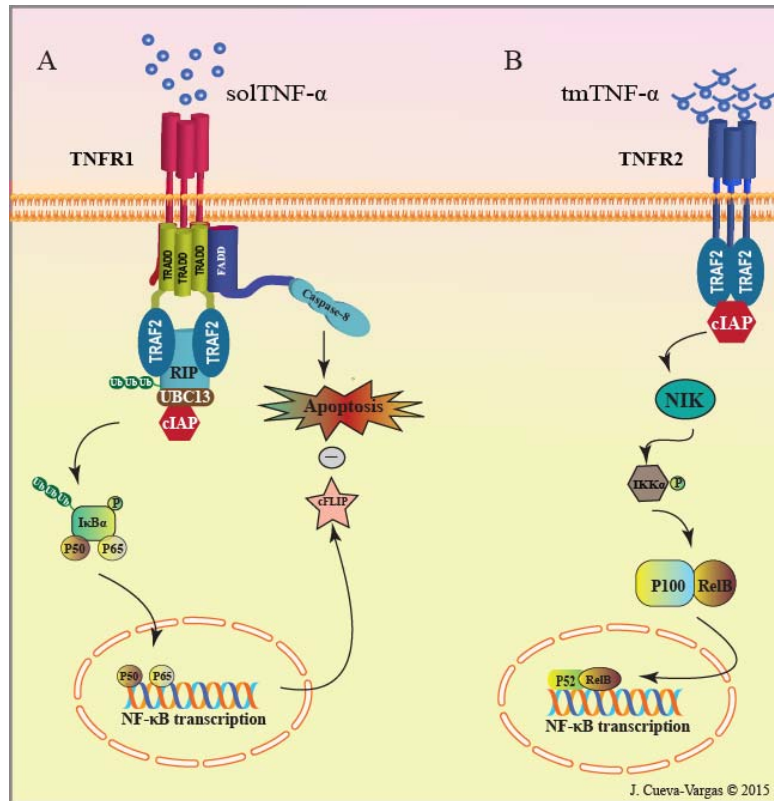 A
solTNF-α
TNFR1
TRADD
TRADD
TRADD
FADD
Caspase-8
TRAF2
TRAF2
RIP
Ub Ub Ub
UBC13
cIAP
Apoptosis
—
cFLIP
Ub Ub Ub
P
IκBα
P50
P65
P50
P65
NF-κB transcription
B
tmTNF-α
TNFR2
TRAF2
TRAF2
cIAP
NIK
IKKα
P
P100
RelB
P52
RelB
NF-κB transcription
J. Cueva-Vargas © 2015